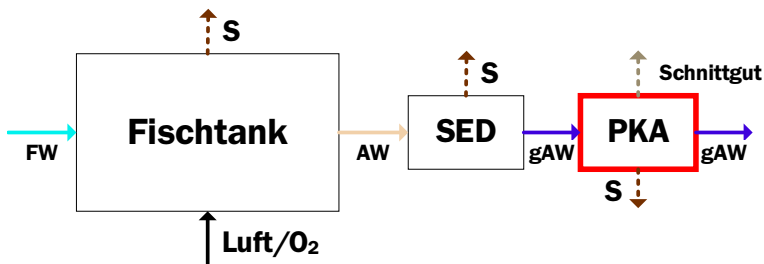 S
S
Schnittgut
Fischtank
SED
PKA
FW
AW
gAW
gAW
S
Luft/O₂